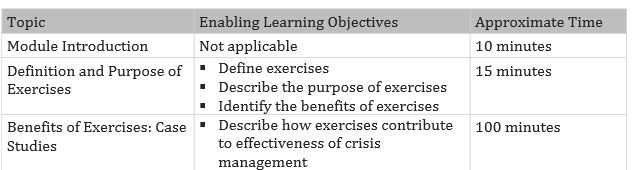 Topic Enabling Learning Objectives Approximate Time
Module Introduction Not applicable 10 minutes
Definition and Purpose of ▪ Define exercises 15 minutes
Exercises ▪ Describe the purpose of exercises
▪ Identify the benefits of exercises
Benefits of Exercises: Case ▪ Describe how exercises contribute 100 minutes
Studies to effectiveness of crisis
management